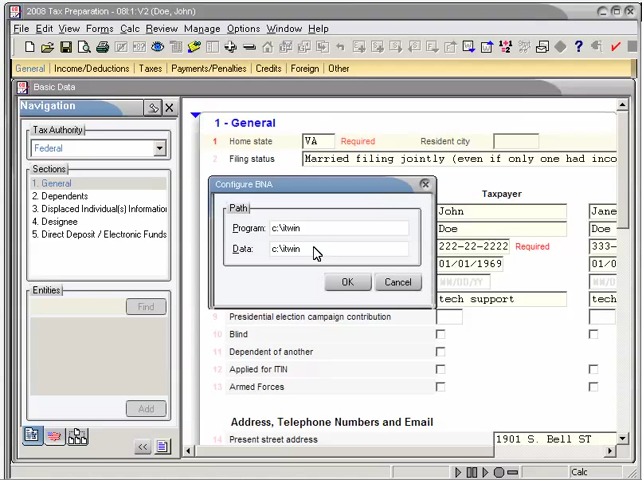 2008 Tax Preparation - 08I:1:V2 (Doe, John)
File Edit View Forms Calc Review Manage Options BNA Help
General Income/Deductions Taxes Payments/Penalties Credits Foreign Other
Basic Data
Navigation
Tax Authority
Federal
Sections
1. General
2. Dependents
3. Displaced Individual(s) Information
4. Designee
5. Direct Deposit / Electronic Funds
Entities
Find
Add
1 - General
1 Home state VA Required Resident city
2 Filing status Married filing jointly (even if only one had inco
Configure BNA
Path
Program: c:\itwin
Data: c:\itwin
OK Cancel
Taxpayer
John Jane
Doe Doe
222-22-2222 Required 333-
01/01/1969 01/0
MM/DD/YY MM/D
tech support tech
9 Presidential election campaign contribution
10 Blind
11 Dependent of another
12 Applied for ITIN
13 Armed Forces
Address, Telephone Numbers and Email
14 Present street address 1901 S. Bell ST
Calc